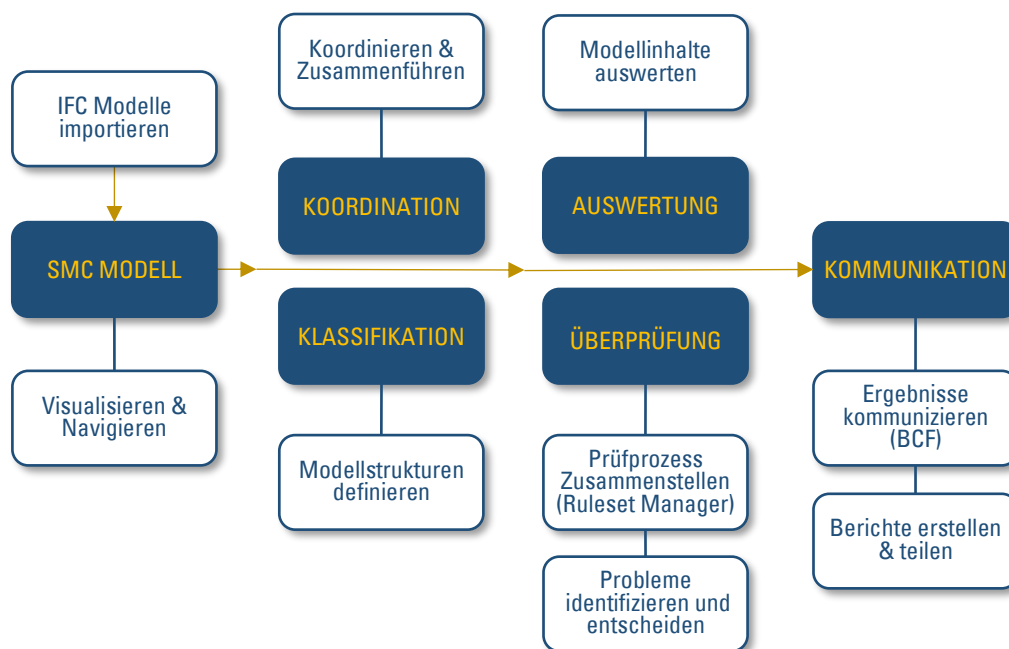 Koordinieren &
Zusammenführen
Modellinhalte
auswerten
IFC Modelle
importieren
KOORDINATION
AUSWERTUNG
SMC MODELL
KOMMUNIKATION
KLASSIFIKATION
ÜBERPRÜFUNG
Visualisieren &
Navigieren
Modellstrukturen
definieren
Prüfprozess
Zusammenstellen
(Ruleset Manager)
Ergebnisse
kommunizieren
(BCF)
Berichte erstellen
& teilen
Probleme
identifizieren und
entscheiden